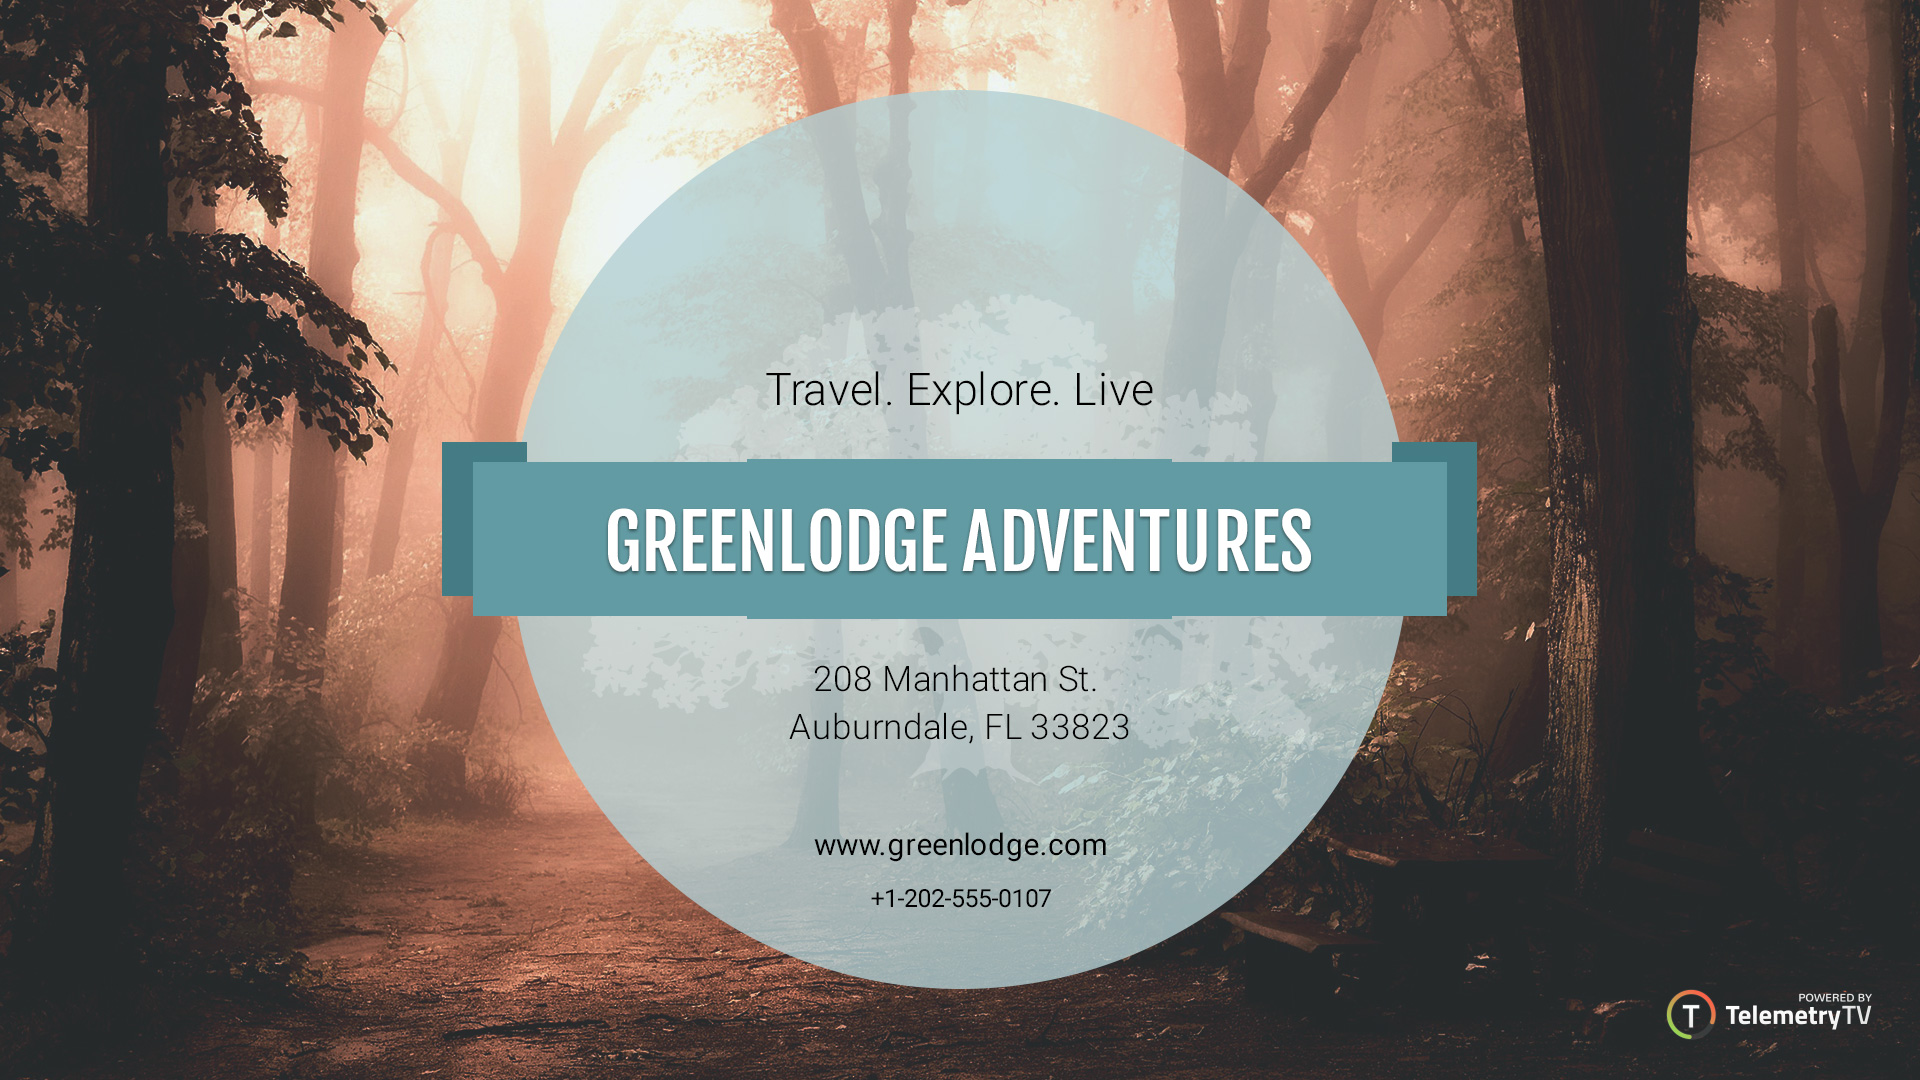 Travel. Explore. Live
GREENLODGE ADVENTURES
208 Manhattan St.
Auburndale, FL 33823
www.greenlodge.com
+1-202-555-0107
T
POWERED BY
TelemetryTV